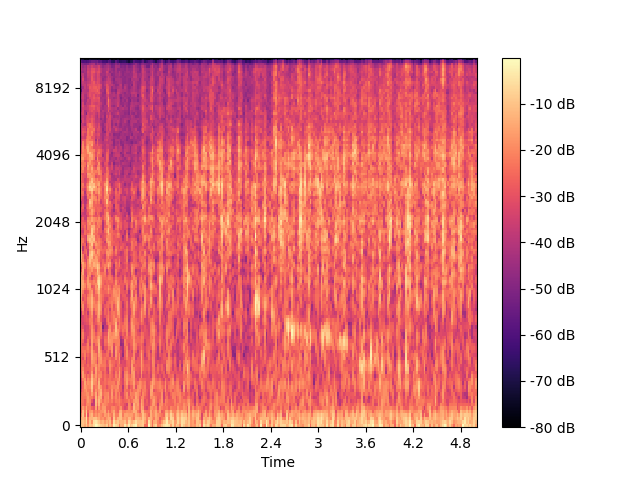 8192
4096
2048
1024
512
0
Hz
0 0.6 1.2 1.8 2.4 3 3.6 4.2 4.8
Time
-10 dB
-20 dB
-30 dB
-40 dB
-50 dB
-60 dB
-70 dB
-80 dB